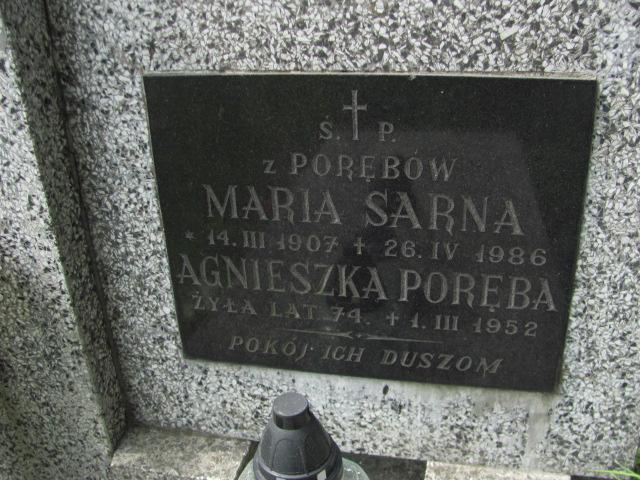 Ś. † P.
z PORĘBÓW
MARIA SARNA
* 14.III 1907 + 26.IV 1986
AGNIESZKA PORĘBA
ŻYŁA LAT 74. + 1.III 1952
POKÓJ ICH DUSZOM